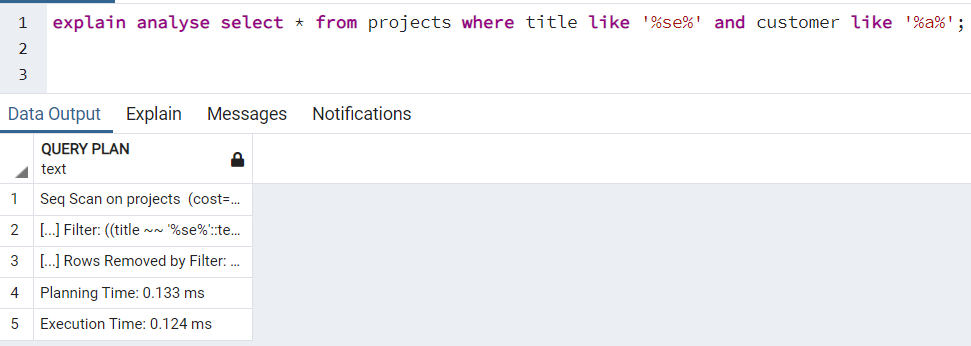 1 explain analyse select * from projects where title like '%se%' and customer like '%a%';
2
3
Data Output Explain Messages Notifications
QUERY PLAN
text
1 Seq Scan on projects (cost=...
2 [...] Filter: ((title ~~ '%se%'::te...
3 [...] Rows Removed by Filter: ...
4 Planning Time: 0.133 ms
5 Execution Time: 0.124 ms